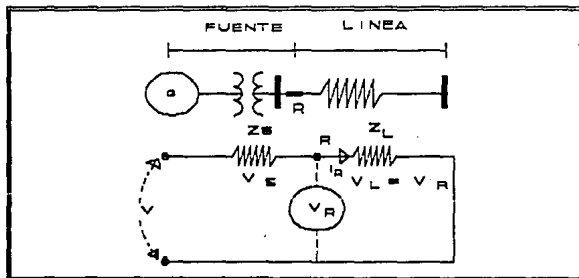 FUENTE LINEA
G
R
Zs R ZL
IR
Vs VL = VR
VR
V